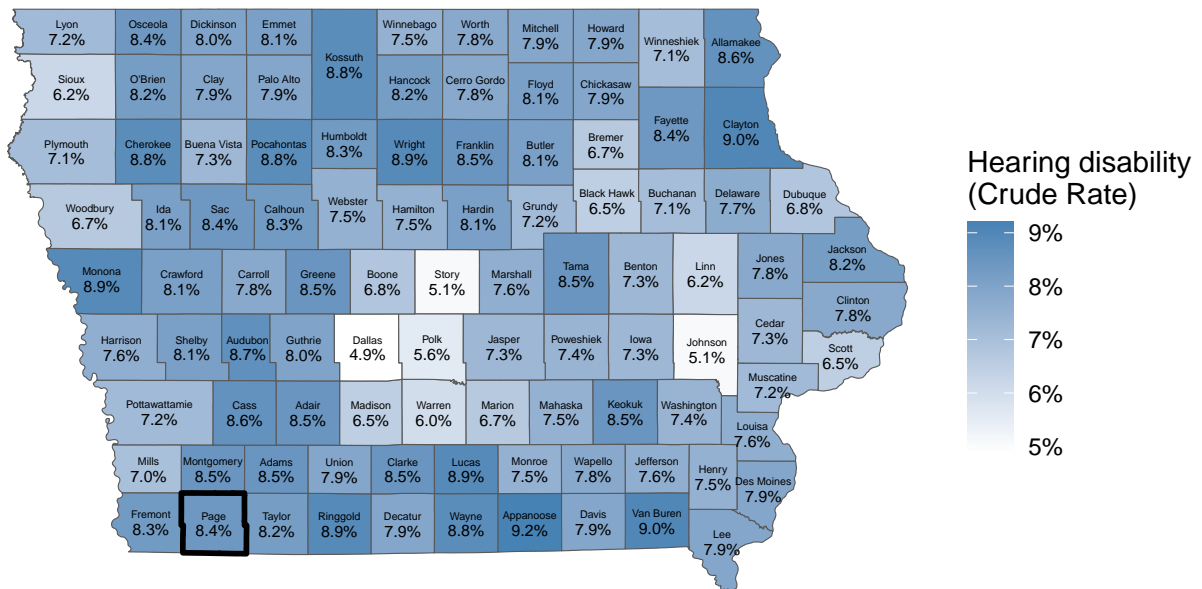 Lyon
7.2%
Osceola
8.4%
Dickinson
8.0%
Emmet
8.1%
Kossuth
8.8%
Winnebago
7.5%
Worth
7.8%
Mitchell
7.9%
Howard
7.9%
Winneshiek
7.1%
Allamakee
8.6%
Sioux
6.2%
O'Brien
8.2%
Clay
7.9%
Palo Alto
7.9%
Hancock
8.2%
Cerro Gordo
7.8%
Floyd
8.1%
Chickasaw
7.9%
Fayette
8.4%
Clayton
9.0%
Plymouth
7.1%
Cherokee
8.8%
Buena Vista
7.3%
Pocahontas
8.8%
Humboldt
8.3%
Wright
8.9%
Franklin
8.5%
Butler
8.1%
Bremer
6.7%
Woodbury
6.7%
Ida
8.1%
Sac
8.4%
Calhoun
8.3%
Webster
7.5%
Hamilton
7.5%
Hardin
8.1%
Grundy
7.2%
Black Hawk
6.5%
Buchanan
7.1%
Delaware
7.7%
Dubuque
6.8%
Monona
8.9%
Crawford
8.1%
Carroll
7.8%
Greene
8.5%
Boone
6.8%
Story
5.1%
Marshall
7.6%
Tama
8.5%
Benton
7.3%
Linn
6.2%
Jones
7.8%
Jackson
8.2%
Clinton
7.8%
Harrison
7.6%
Shelby
8.1%
Audubon
8.7%
Guthrie
8.0%
Dallas
4.9%
Polk
5.6%
Jasper
7.3%
Poweshiek
7.4%
Iowa
7.3%
Johnson
5.1%
Cedar
7.3%
Scott
6.5%
Muscatine
7.2%
Pottawattamie
7.2%
Cass
8.6%
Adair
8.5%
Madison
6.5%
Warren
6.0%
Marion
6.7%
Mahaska
7.5%
Keokuk
8.5%
Washington
7.4%
Louisa
7.6%
Mills
7.0%
Montgomery
8.5%
Adams
8.5%
Union
7.9%
Clarke
8.5%
Lucas
8.9%
Monroe
7.5%
Wapello
7.8%
Jefferson
7.6%
Henry
7.5%
Des Moines
7.9%
Fremont
8.3%
Page
8.4%
Taylor
8.2%
Ringgold
8.9%
Decatur
7.9%
Wayne
8.8%
Appanoose
9.2%
Davis
7.9%
Van Buren
9.0%
Lee
7.9%
Hearing disability
(Crude Rate)
9%
8%
7%
6%
5%